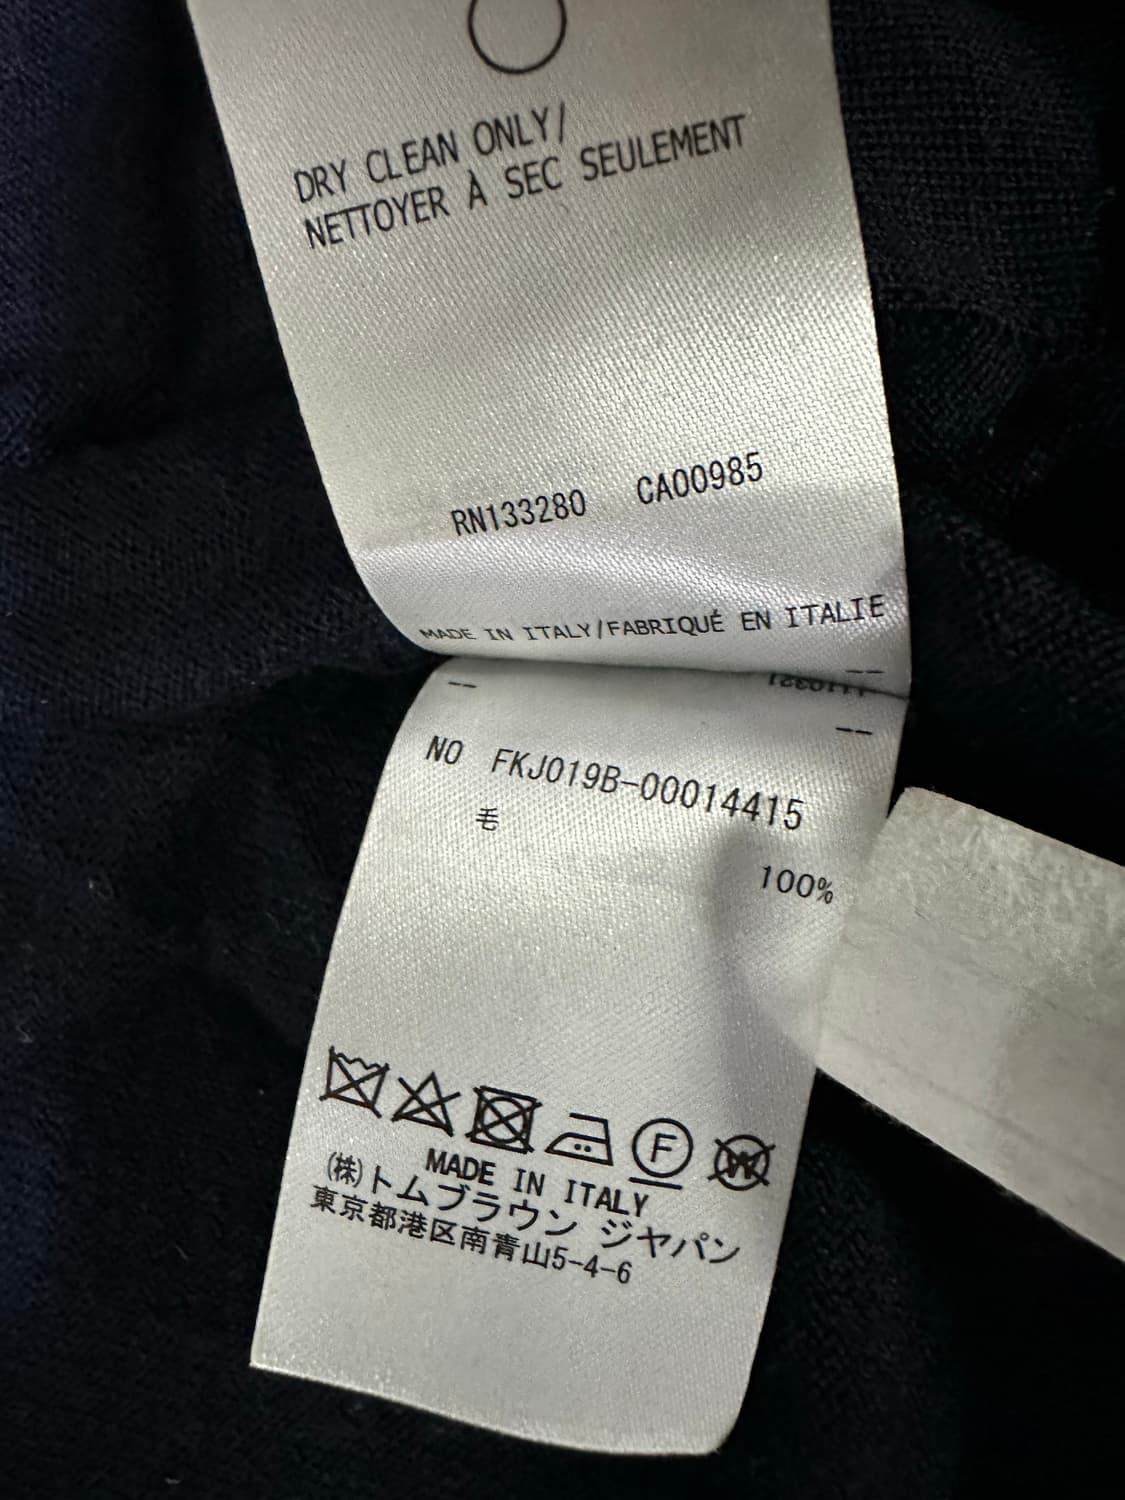 DRY CLEAN ONLY/
NETTOYER À SEC SEULEMENT
RN133280 CA00985
MADE IN ITALY/FABRIQUÉ EN ITALIE
NO FKJ019B-00014415
毛
100%
F W
MADE IN ITALY
(株)トムブラウン ジャパン
東京都港区南青山5-4-6